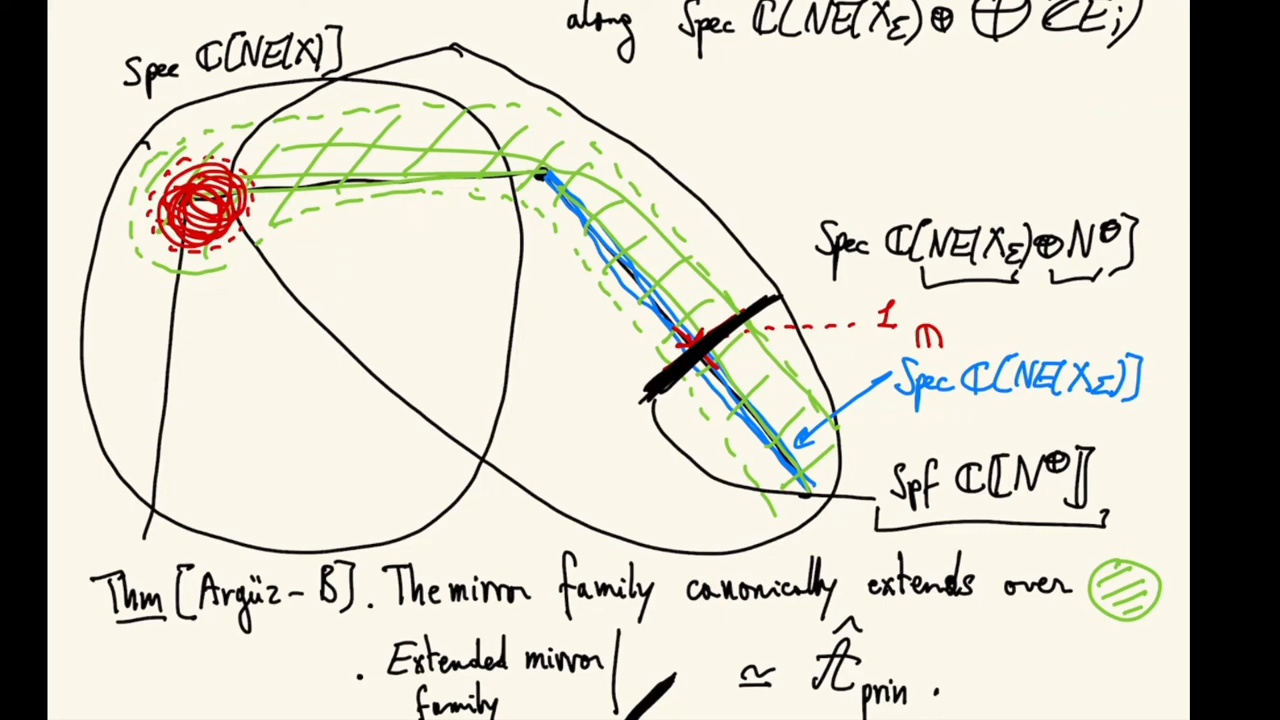 along Spec ℂ[NE(X_Σ) ⊕ ⊕ ℤE_i]
Spec ℂ[NE(X)]
Spec ℂ[NE(X_Σ)⊕N^⊕]
1
m
Spec ℂ[NE(X_Σ)]
Spf ℂ[[N^⊕]]
Thm [Argüz-B]. The mirror family canonically extends over
. Extended mirror ≃ Â_prin .
family